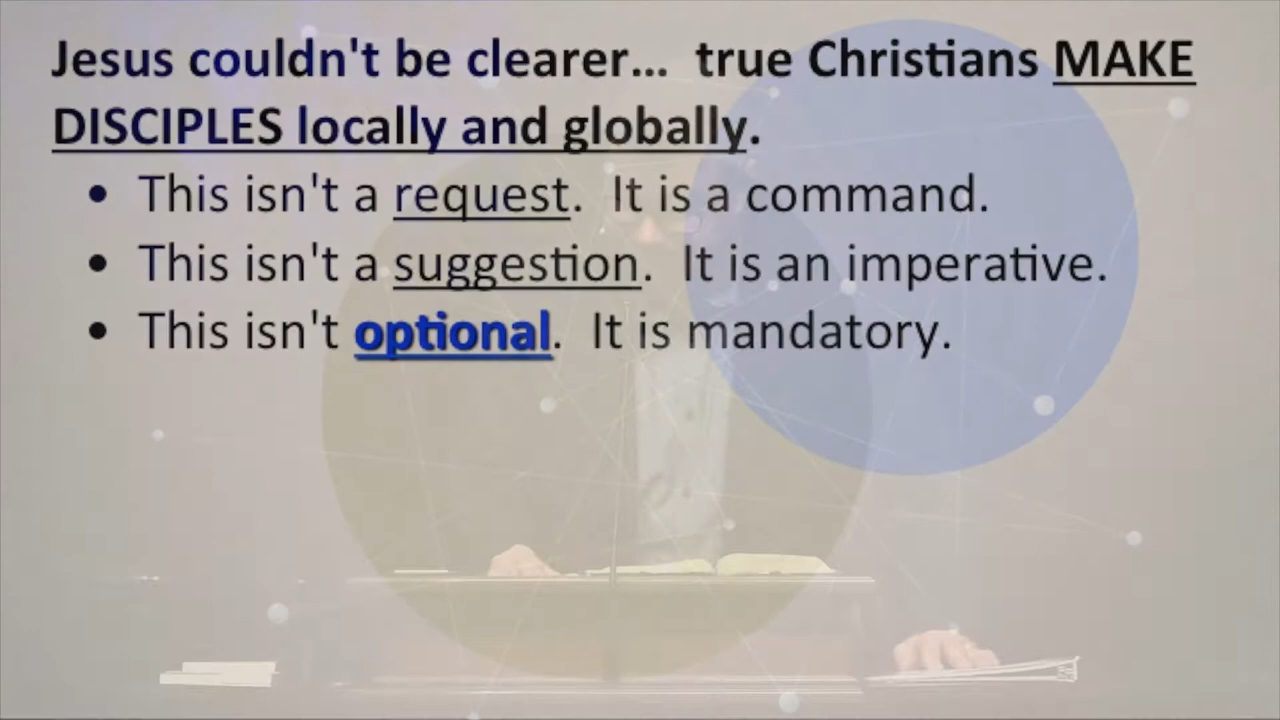 Jesus couldn't be clearer... true Christians MAKE
DISCIPLES locally and globally.
• This isn't a request. It is a command.
• This isn't a suggestion. It is an imperative.
• This isn't optional. It is mandatory.